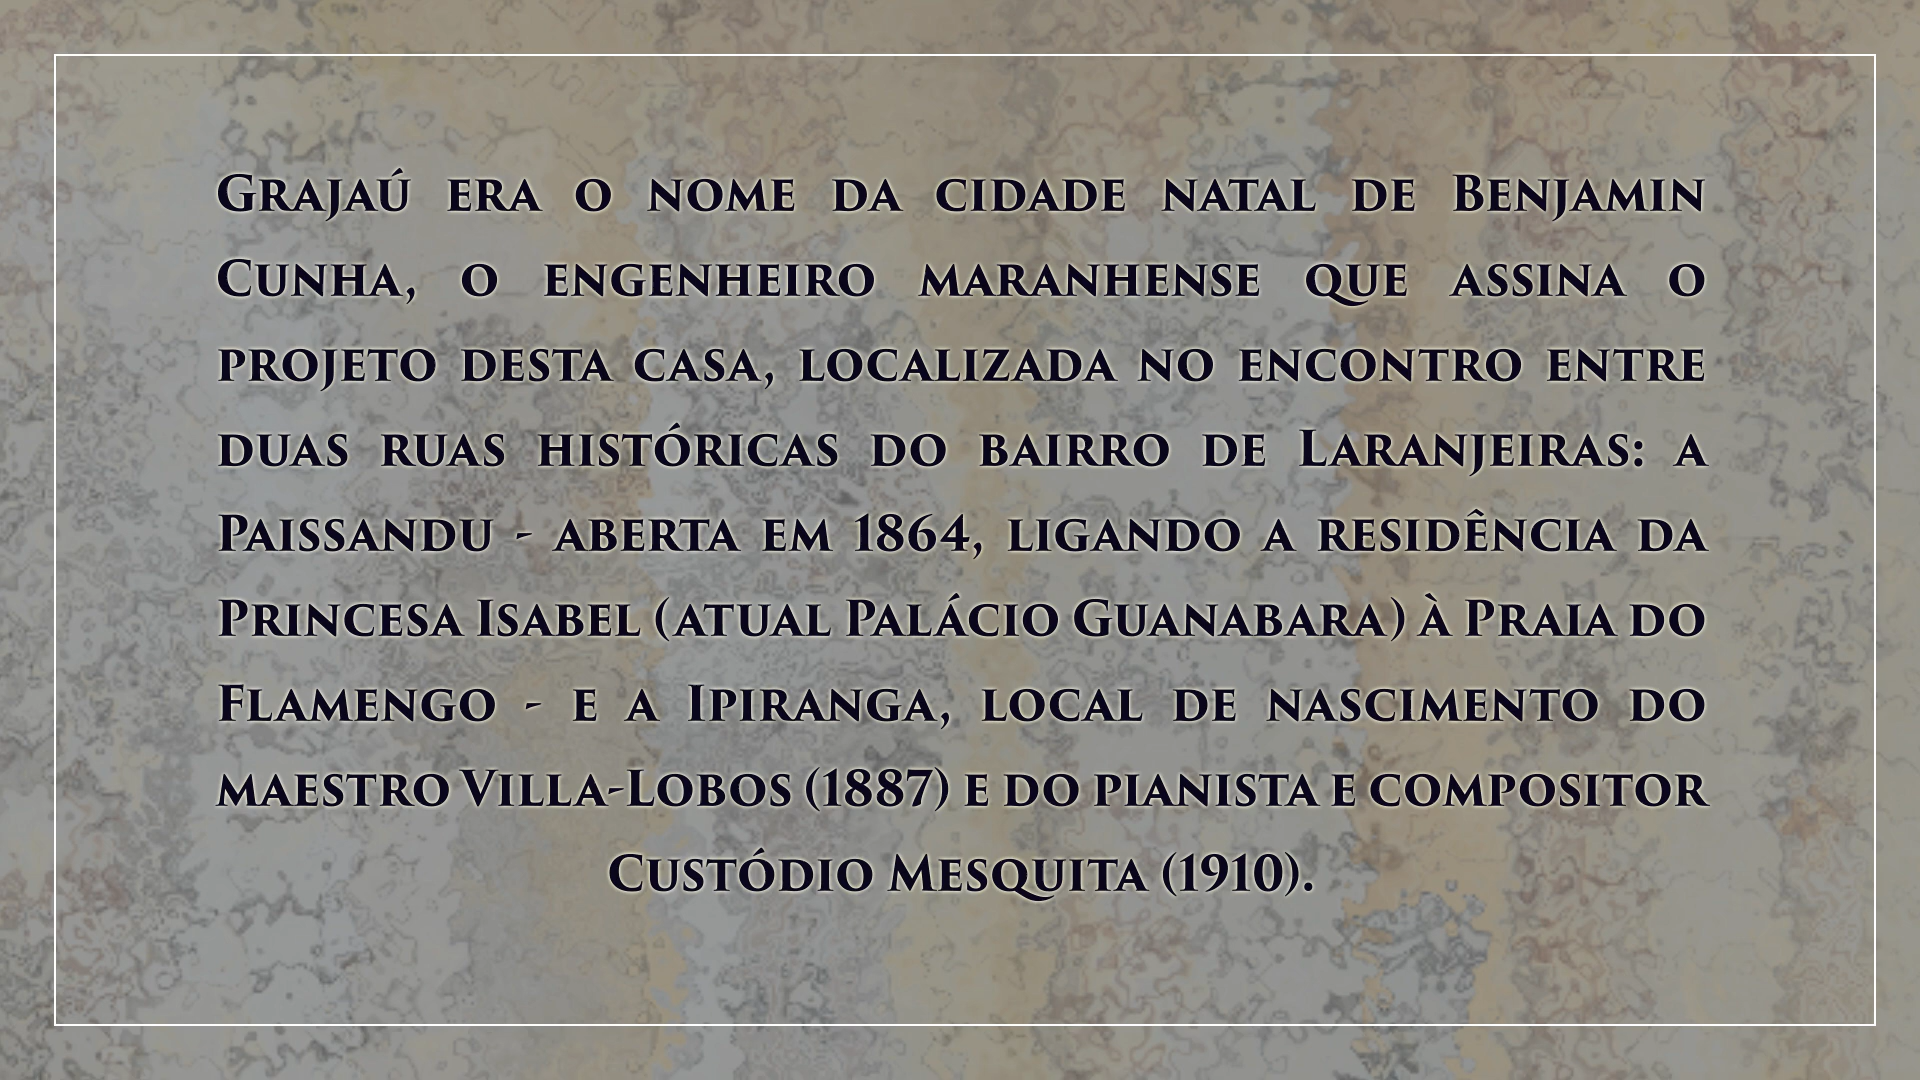 Grajaú era o nome da cidade natal de Benjamin
Cunha, o engenheiro maranhense que assina o
projeto desta casa, localizada no encontro entre
duas ruas históricas do bairro de Laranjeiras: a
Paissandu - aberta em 1864, ligando a residência da
Princesa Isabel (atual Palácio Guanabara) à Praia do
Flamengo - e a Ipiranga, local de nascimento do
maestro Villa-Lobos (1887) e do pianista e compositor
Custódio Mesquita (1910).